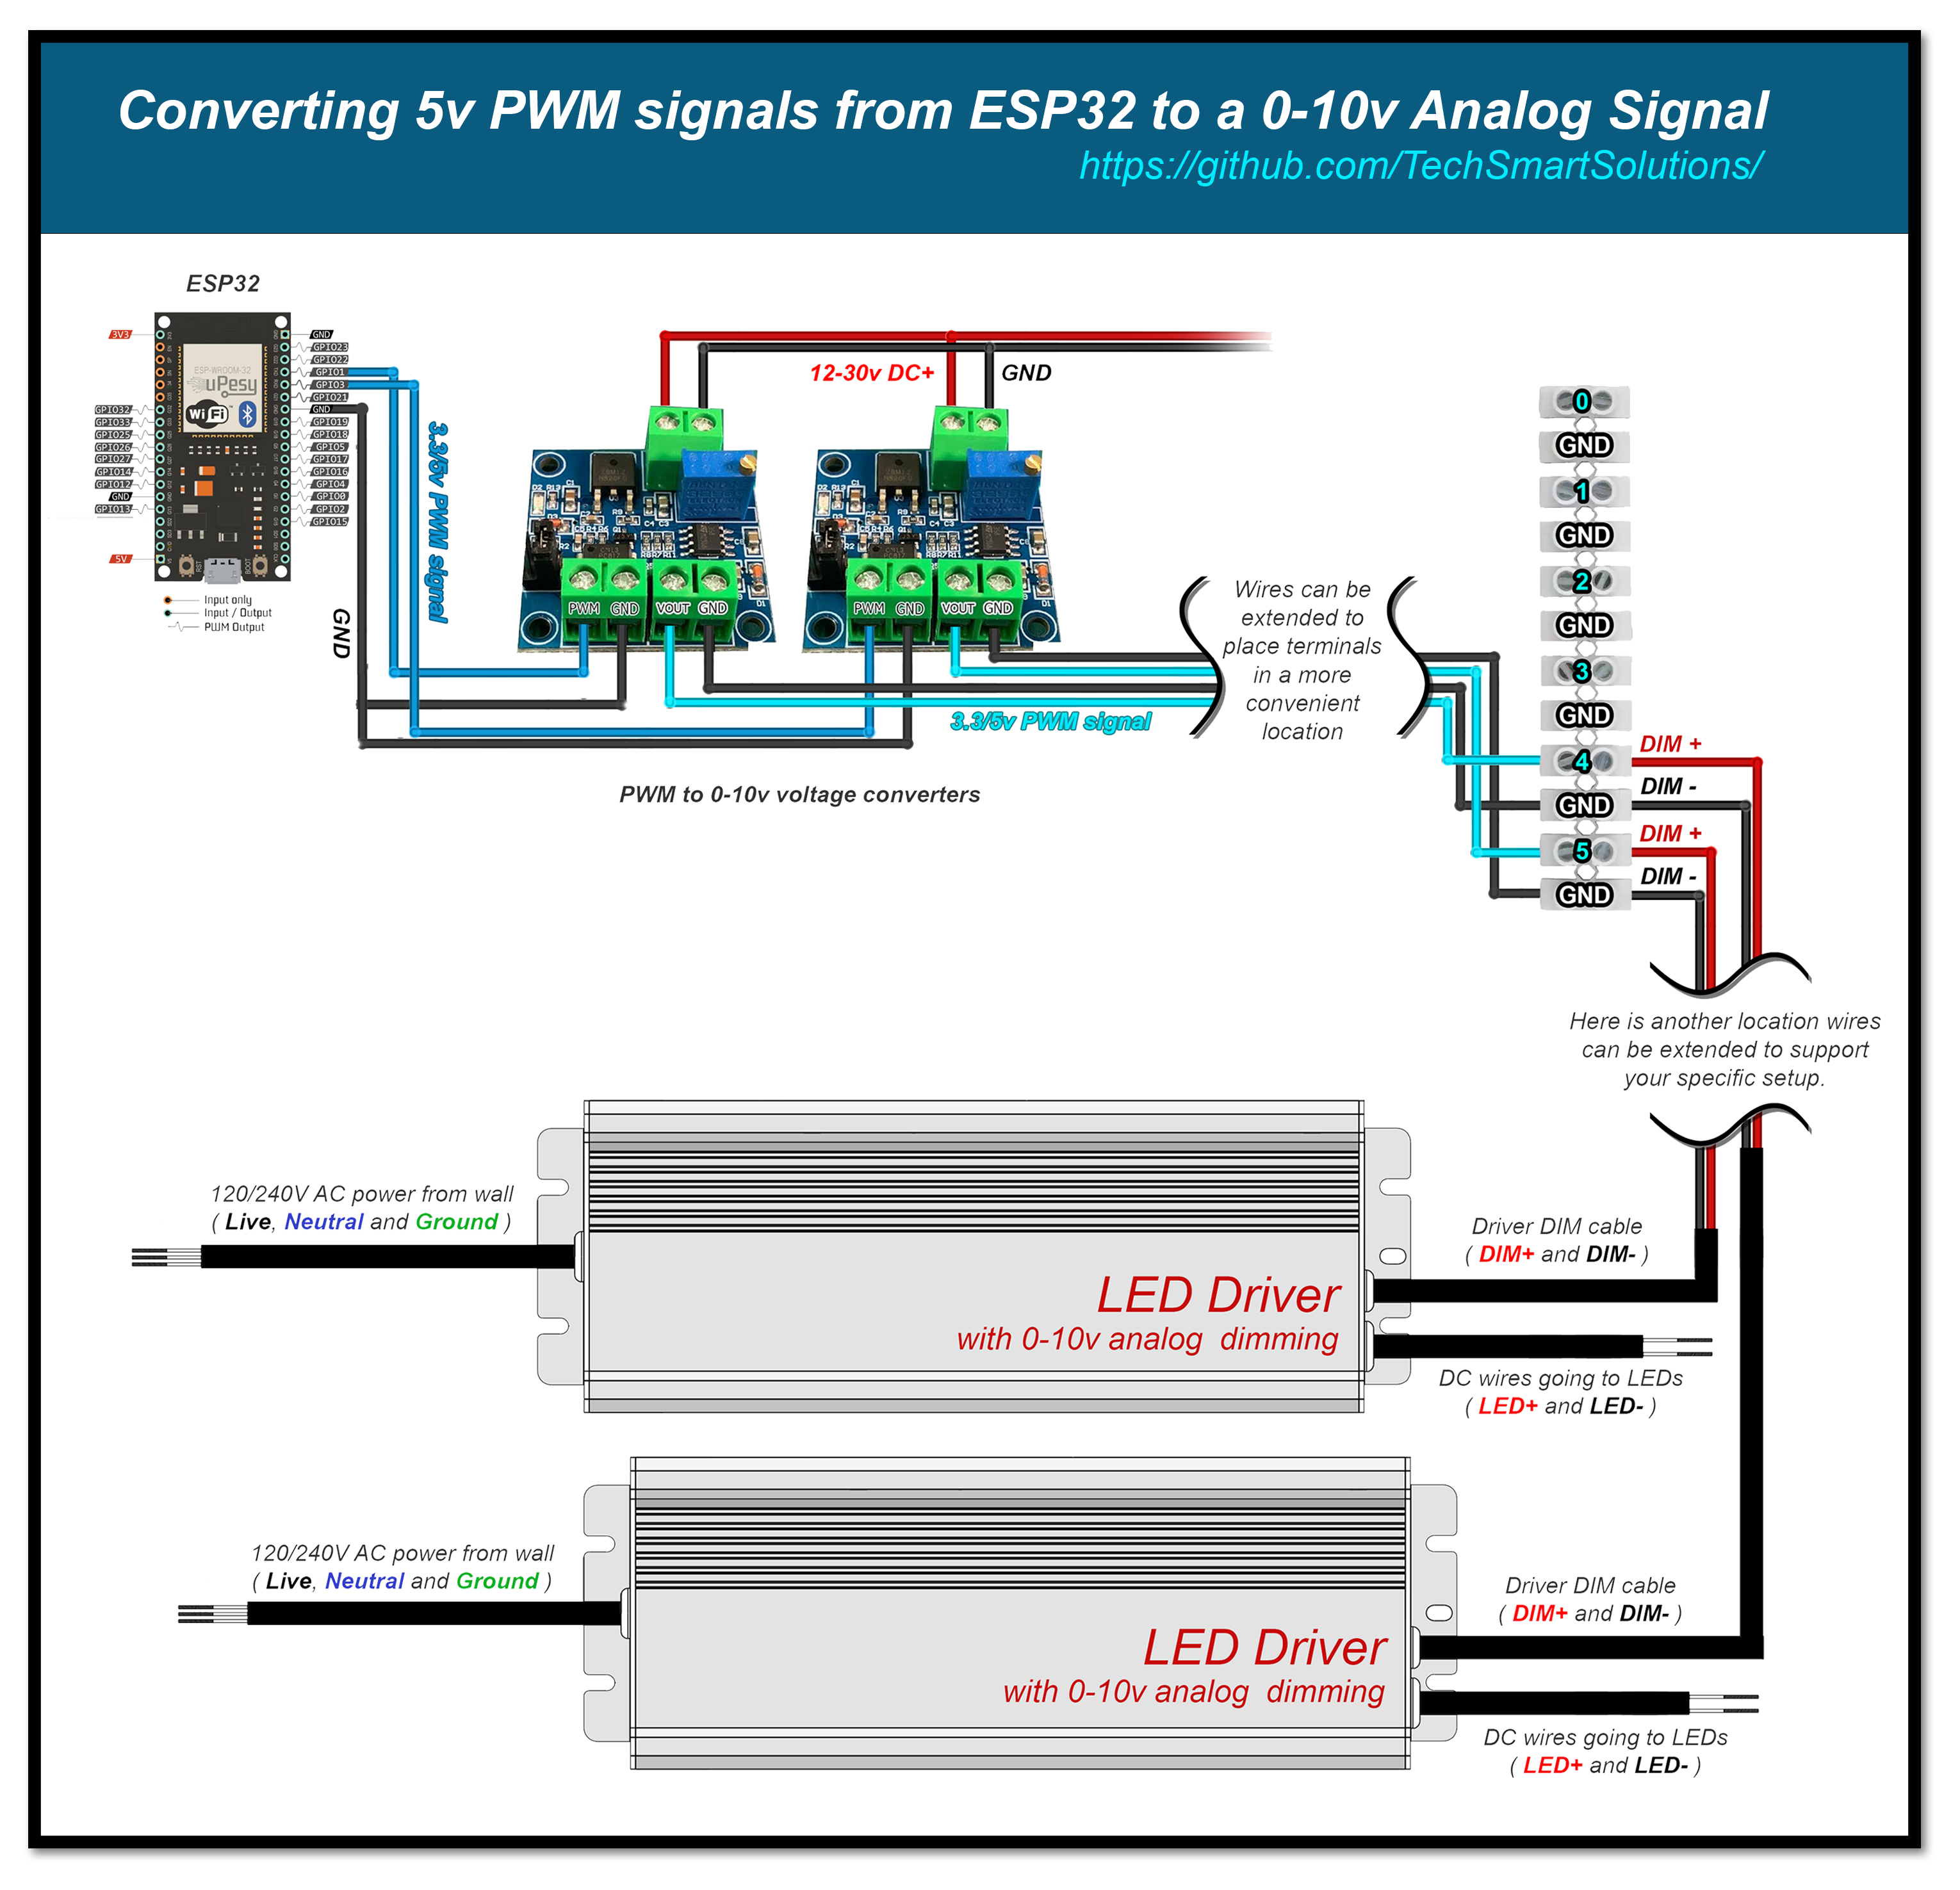 Converting 5v PWM signals from ESP32 to a 0-10v Analog Signal
https://github.com/TechSmartSolutions/
ESP32
3V3
GND
GPIO23
GPIO22
GPIO1
GPIO3
GPIO21
GND
GPIO19
GPIO18
GPIO5
GPIO17
GPIO16
GPIO4
GPIO0
GPIO2
GPIO15
GPIO32
GPIO33
GPIO25
GPIO26
GPIO27
GPIO14
GPIO12
GND
GPIO13
5V
ESP-WROOM-32
uPesy
WiFi
RST
BOOT
Input only
Input / Output
PWM Output
3.3/5v PWM signal
GND
12-30v DC+
GND
PWM
GND
VOUT
GND
PWM
GND
VOUT
GND
3.3/5v PWM signal
PWM to 0-10v voltage converters
Wires can be
extended to
place terminals
in a more
convenient
location
0
GND
1
GND
2
GND
3
GND
4
GND
5
GND
DIM +
DIM -
DIM +
DIM -
Here is another location wires
can be extended to support
your specific setup.
120/240V AC power from wall
( Live, Neutral and Ground )
LED Driver
with 0-10v analog dimming
Driver DIM cable
( DIM+ and DIM- )
DC wires going to LEDs
( LED+ and LED- )
120/240V AC power from wall
( Live, Neutral and Ground )
LED Driver
with 0-10v analog dimming
Driver DIM cable
( DIM+ and DIM- )
DC wires going to LEDs
( LED+ and LED- )